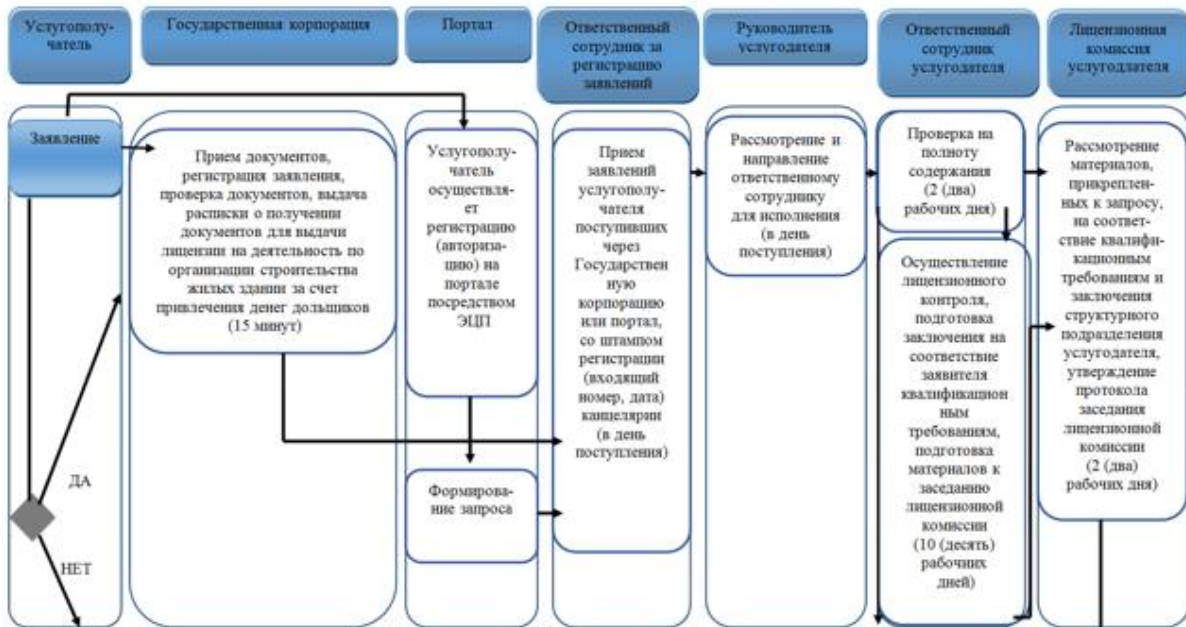 Услугополу-
чатель
Государственная корпорация
Портал
Ответственный
сотрудник за
регистрацию
заявлений
Руководитель
услугодателя
Ответственный
сотрудник
услугодателя
Лицензионная
комиссия
услугодлателя
Заявление
ДА
НЕТ
Прием документов,
регистрация заявления,
проверка документов, выдача
расписки о получении
документов для выдачи
лицензии на деятельность по
организации строительства
жилых здании за счет
привлечения денег дольщиков
(15 минут)
Услугополу-
чатель
осуществля-
ет
регистрацию
(авториза-
цию) на
портале
посредством
ЭЦП
Формирова-
ние запроса
Прием
заявлений
услугополу-
чателя
поступивших
через
Государствен
ную
корпорацию
или портал,
со штампом
регистрации
(входящий
номер, дата)
канцелярии
(в день
поступления)
Рассмотрение и
направление
ответственному
сотруднику
для исполнения
(в день
поступления)
Проверка на
полноту
содержания
(2 (два)
рабочих дня)
Осуществление
лицензионного
контроля,
подготовка
заключения на
соответствие
заявителя
квалификацион
ным
требованиям,
подготовка
материалов к
заседанию
лицензионной
комиссии
(10 (десять)
рабочниих
дней)
Рассмотрение
материалов,
прикреплен-
ных к запросу,
на соответ-
ствие квалифи-
кационным
требованиям и
заключения
структурного
подразделения
услугодателя,
утверждение
протокола
заседания
лицензионной
комиссии
(2 (два)
рабочих дня)